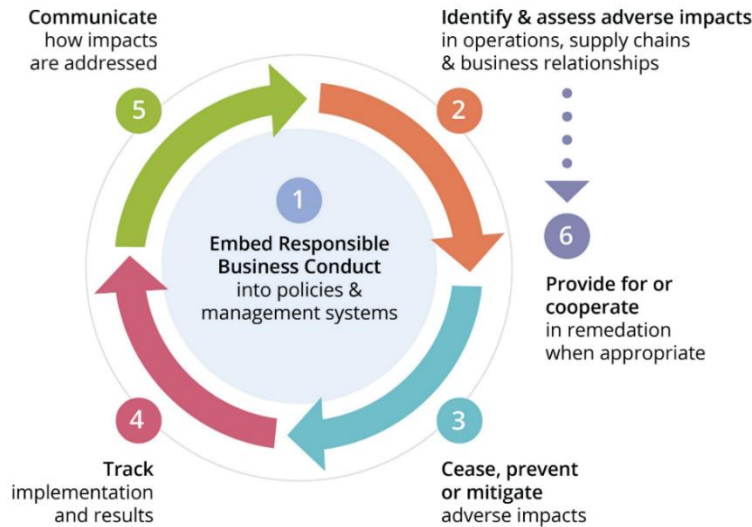 Communicate
how impacts
are addressed
5
Identify & assess adverse impacts
in operations, supply chains
& business relationships
2
1
Embed Responsible
Business Conduct
into policies &
management systems
6
Provide for or
cooperate
in remedation
when appropriate
4
Track
implementation
and results
3
Cease, prevent
or mitigate
adverse impacts